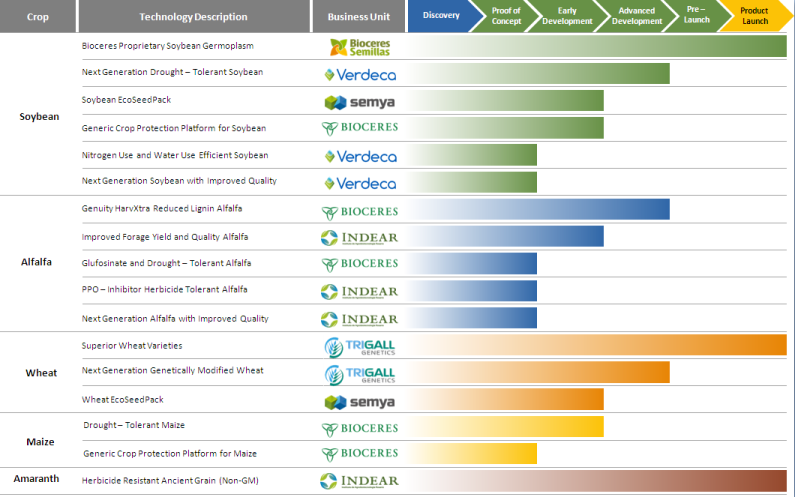 Crop Technology Description Business Unit Discovery Proof of Concept Early Development Advanced Development Pre – Launch Product Launch
Soybean
Bioceres Proprietary Soybean Germoplasm Bioceres Semillas
Next Generation Drought – Tolerant Soybean Verdeca
Soybean EcoSeedPack semya
Generic Crop Protection Platform for Soybean BIOCERES
Nitrogen Use and Water Use Efficient Soybean Verdeca
Next Generation Soybean with Improved Quality Verdeca
Alfalfa
Genuity HarvXtra Reduced Lignin Alfalfa BIOCERES
Improved Forage Yield and Quality Alfalfa INDEAR
Glufosinate and Drought – Tolerant Alfalfa BIOCERES
PPO – Inhibitor Herbicide Tolerant Alfalfa INDEAR
Next Generation Alfalfa with Improved Quality INDEAR
Wheat
Superior Wheat Varieties TRIGALL GENETICS
Next Generation Genetically Modified Wheat TRIGALL GENETICS
Wheat EcoSeedPack semya
Maize
Drought – Tolerant Maize BIOCERES
Generic Crop Protection Platform for Maize BIOCERES
Amaranth
Herbicide Resistant Ancient Grain (Non-GM) INDEAR